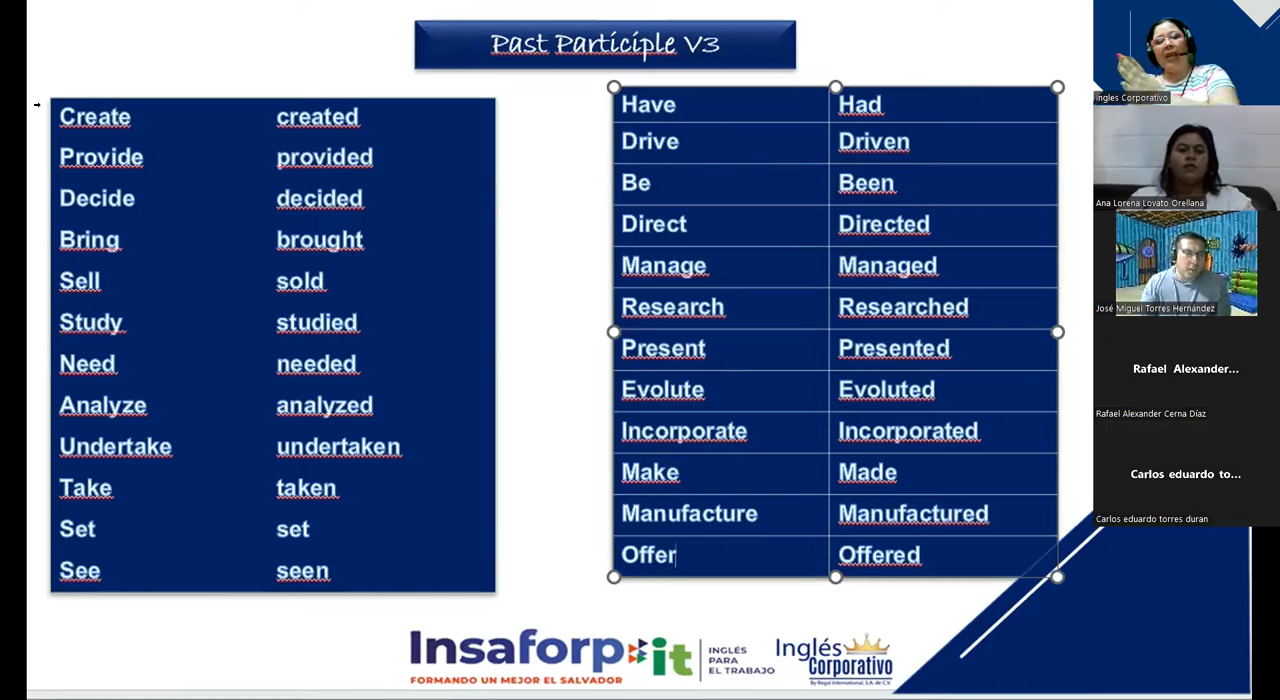 Past Participle V3
Create created
Provide provided
Decide decided
Bring brought
Sell sold
Study studied
Need needed
Analyze analyzed
Undertake undertaken
Take taken
Set set
See seen
Have Had
Drive Driven
Be Been
Direct Directed
Manage Managed
Research Researched
Present Presented
Evolute Evoluted
Incorporate Incorporated
Make Made
Manufacture Manufactured
Offer Offered
Insaforp it
FORMANDO UN MEJOR EL SALVADOR
INGLÉS
PARA
EL TRABAJO
Inglés
Corporativo
By Regal International, S.A. de C.V.
Ingles Corporativo
Ana Lorena Lovato Orellana
José Miguel Torres Hernández
Rafael Alexander...
Rafael Alexander Cerna Díaz
Carlos eduardo to...
Carlos eduardo torres duran